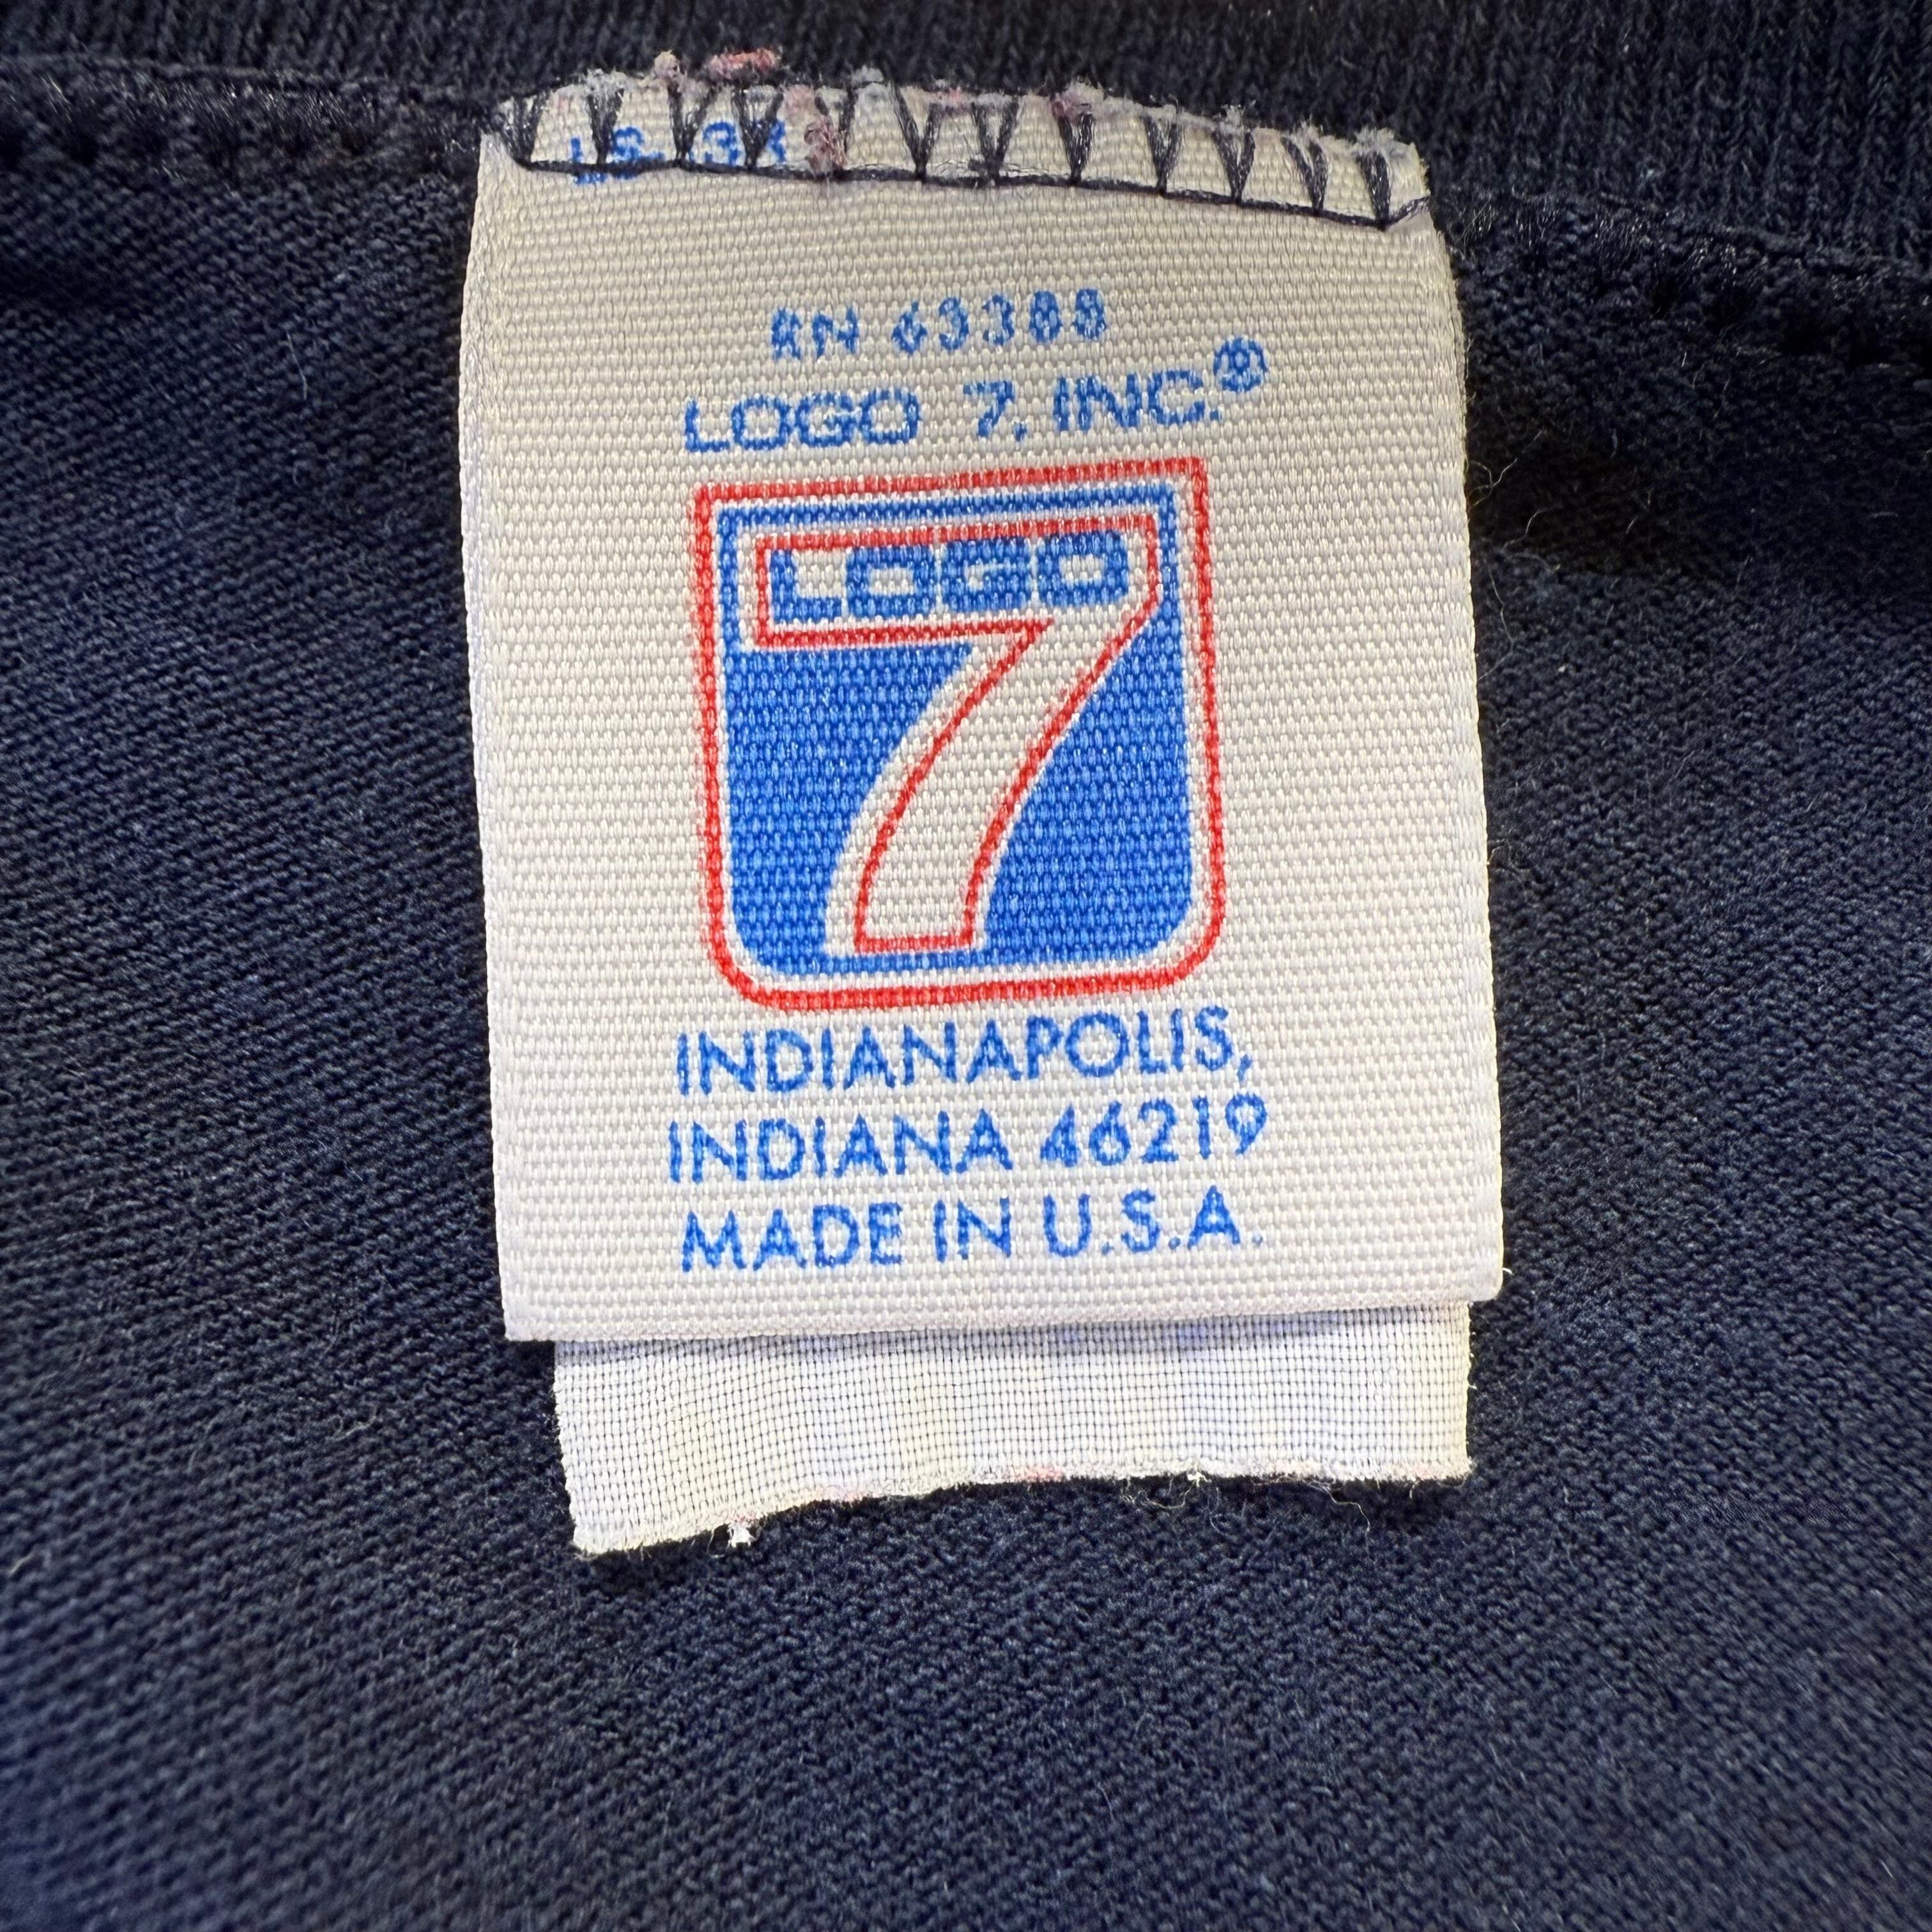 RN 63388
LOGO 7, INC.®
LOGO
7
INDIANAPOLIS,
INDIANA 46219
MADE IN U.S.A.